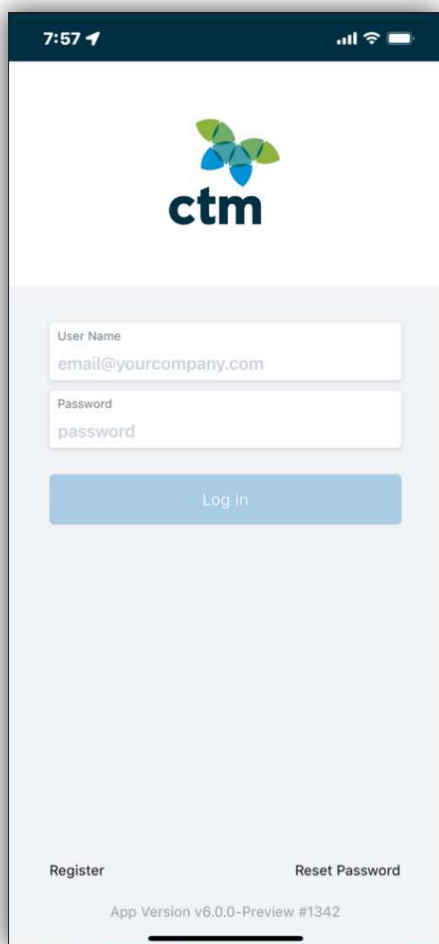 7:57
ctm
User Name
email@yourcompany.com
Password
password
Log in
Register Reset Password
App Version v6.0.0-Preview #1342